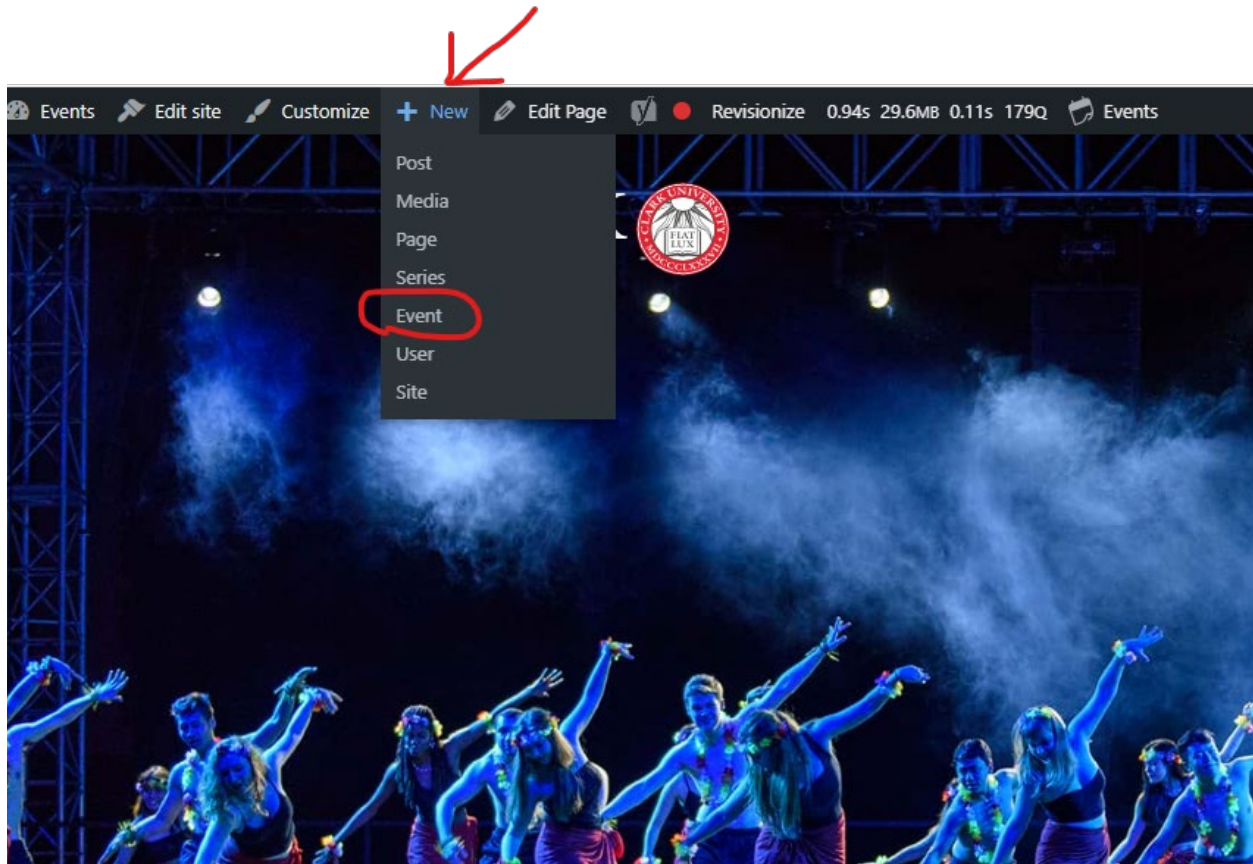 Events Edit site Customize + New Edit Page Revisionize 0.94s 29.6MB 0.11s 179Q Events
Post
Media
Page
Series
Event
User
Site
CLARK UNIVERSITY
FIAT
LUX
MDCCCLXXXVII